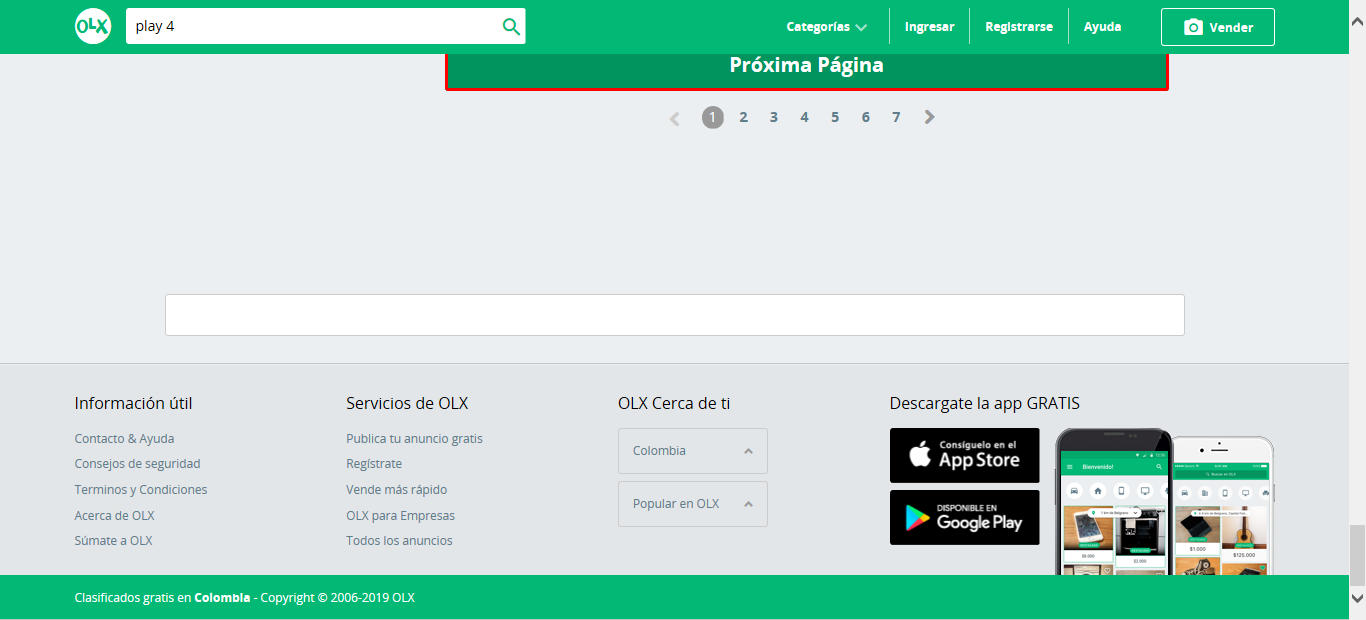 OLX
play 4
Categorías
Ingresar
Registrarse
Ayuda
Vender
Próxima Página
1 2 3 4 5 6 7
Información útil
Contacto & Ayuda
Consejos de seguridad
Terminos y Condiciones
Acerca de OLX
Súmate a OLX
Servicios de OLX
Publica tu anuncio gratis
Regístrate
Vende más rápido
OLX para Empresas
Todos los anuncios
OLX Cerca de ti
Colombia
Popular en OLX
Descargate la app GRATIS
Consíguelo en el
App Store
DISPONIBLE EN
Google Play
Bienvenido!
$1.000
$125.000
Clasificados gratis en Colombia - Copyright © 2006-2019 OLX